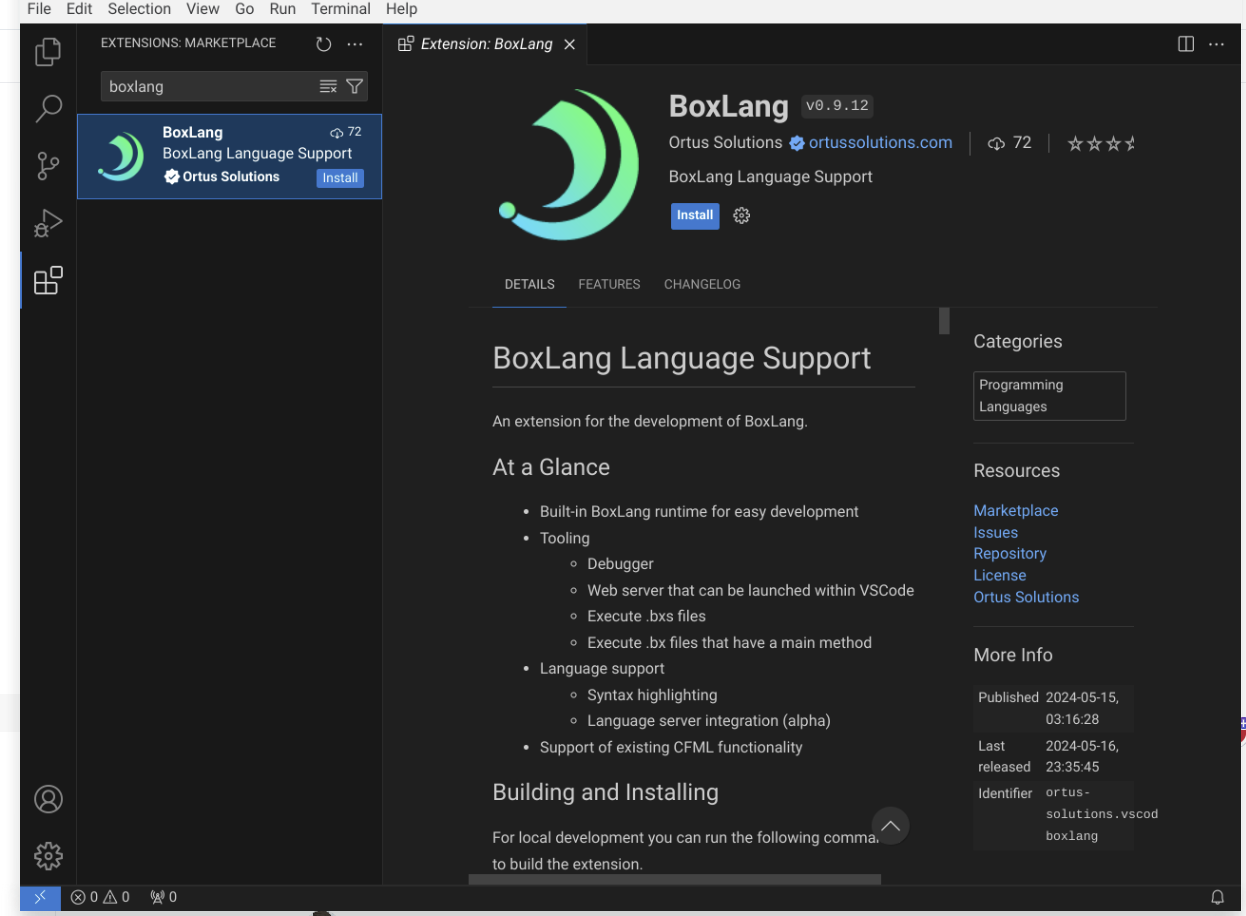 File Edit Selection View Go Run Terminal Help
EXTENSIONS: MARKETPLACE
boxlang
BoxLang 72
BoxLang Language Support
Ortus Solutions Install
Extension: BoxLang
BoxLang v0.9.12
Ortus Solutions ortussolutions.com 72
BoxLang Language Support
Install
DETAILS FEATURES CHANGELOG
BoxLang Language Support
An extension for the development of BoxLang.
At a Glance
• Built-in BoxLang runtime for easy development
• Tooling
◦ Debugger
◦ Web server that can be launched within VSCode
◦ Execute .bxs files
◦ Execute .bx files that have a main method
• Language support
◦ Syntax highlighting
◦ Language server integration (alpha)
• Support of existing CFML functionality
Building and Installing
For local development you can run the following
to build the extension.
Categories
Programming
Languages
Resources
Marketplace
Issues
Repository
License
Ortus Solutions
More Info
Published 2024-05-15,
03:16:28
Last 2024-05-16,
released 23:35:45
Identifier ortus-
solutions.vscod
boxlang
0 0 0